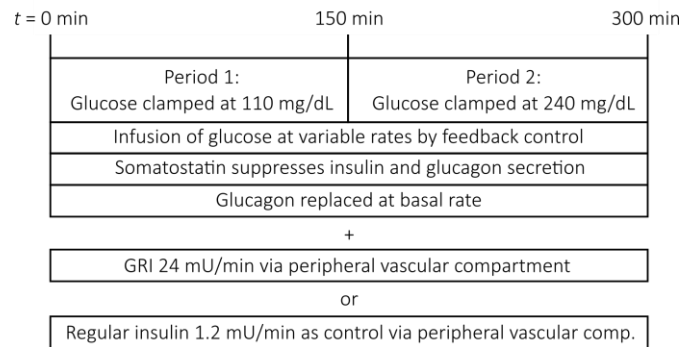 t = 0 min 150 min 300 min
Period 1: Period 2:
Glucose clamped at 110 mg/dL Glucose clamped at 240 mg/dL
Infusion of glucose at variable rates by feedback control
Somatostatin suppresses insulin and glucagon secretion
Glucagon replaced at basal rate
+
GRI 24 mU/min via peripheral vascular compartment
or
Regular insulin 1.2 mU/min as control via peripheral vascular comp.